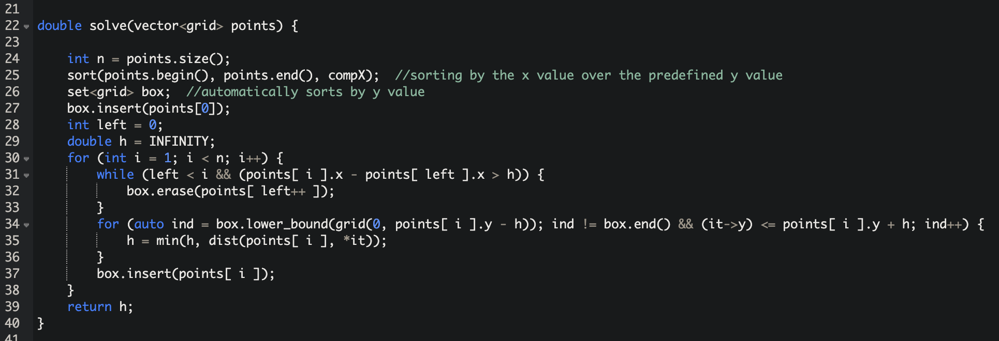 21
22 double solve(vector<grid> points) {
23
24     int n = points.size();
25     sort(points.begin(), points.end(), compX);  //sorting by the x value over the predefined y value
26     set<grid> box;  //automatically sorts by y value
27     box.insert(points[0]);
28     int left = 0;
29     double h = INFINITY;
30     for (int i = 1; i < n; i++) {
31         while (left < i && (points[ i ].x - points[ left ].x > h)) {
32             box.erase(points[ left++ ]);
33         }
34         for (auto ind = box.lower_bound(grid(0, points[ i ].y - h)); ind != box.end() && (it->y) <= points[ i ].y + h; ind++) {
35             h = min(h, dist(points[ i ], *it));
36         }
37         box.insert(points[ i ]);
38     }
39     return h;
40 }
41